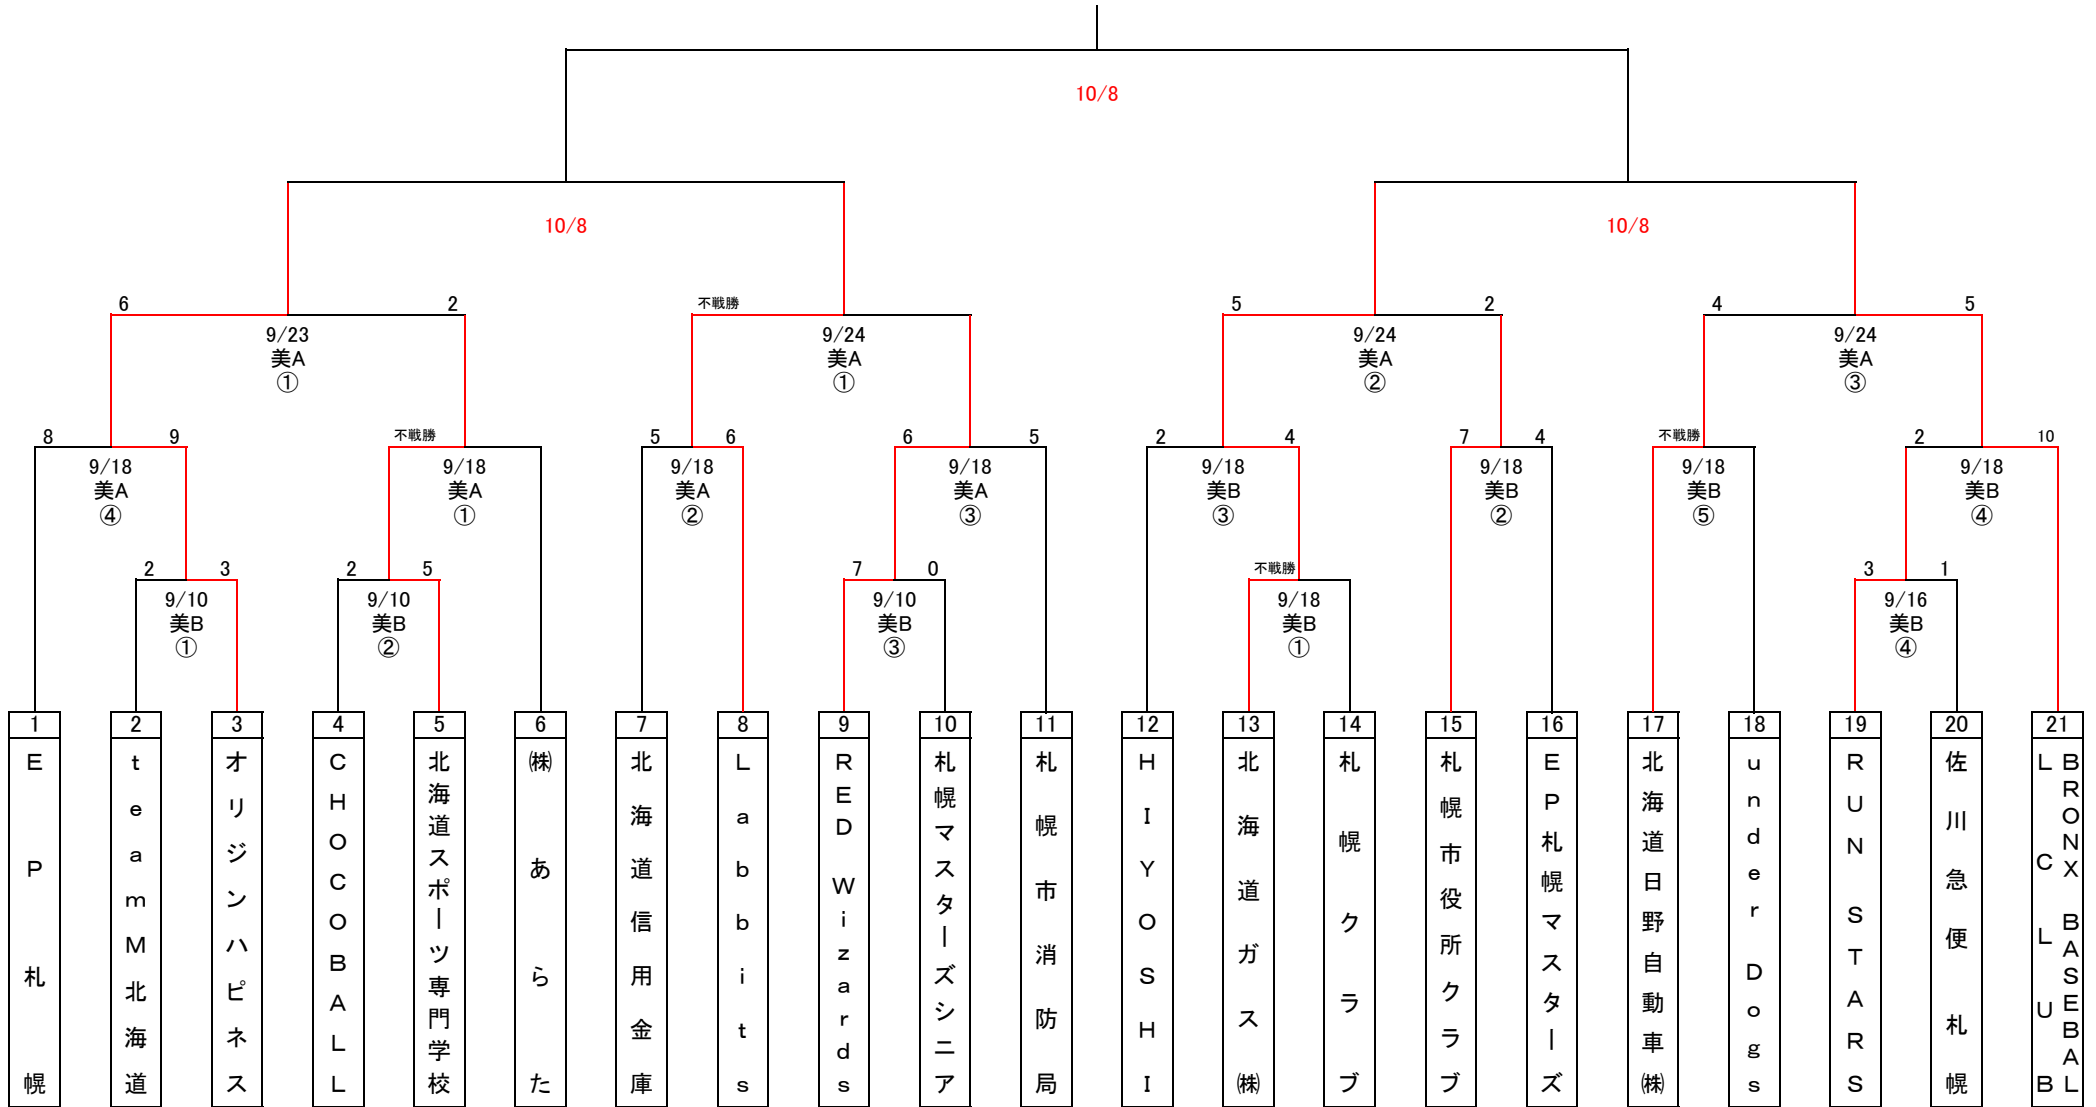 10/8
10/8 10/8
6 2 不戦勝 5 2 4 5
9/23 9/24 9/24 9/24
美A 美A 美A 美A
① ① ② ③
8 9 不戦勝 5 6 6 5 2 4 7 4 不戦勝 2 10
9/18 9/18 9/18 9/18 9/18 9/18 9/18 9/18
美A 美A 美A 美A 美B 美B 美B 美B
④ ① ② ③ ③ ② ⑤ ④
2 3 2 5 7 0 不戦勝 3 1
9/10 9/10 9/10 9/18 9/16
美B 美B 美B 美B 美B
① ② ③ ① ④
1 2 3 4 5 6 7 8 9 10 11 12 13 14 15 16 17 18 19 20 21
EP札幌
teamM北海道
オリジンハピネス
CHOCOBALL
北海道スポーツ専門学校
㈱あらた
北海道信用金庫
Labbits
RED Wizards
札幌マスターズシニア
札幌市消防局
HIYOSHI
北海道ガス㈱
札幌クラブ
札幌市役所クラブ
EP札幌マスターズ
北海道日野自動車㈱
under Dogs
RUN STARS
佐川急便 札幌
BRONX BASEBAL
L CLUB